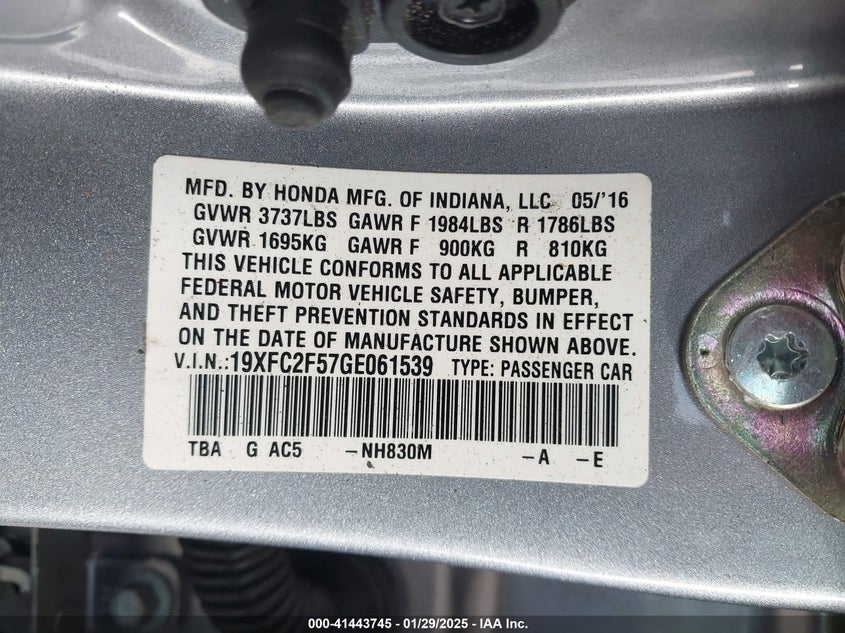 MFD. BY HONDA MFG. OF INDIANA, LLC 05/'16
GVWR 3737LBS GAWR F 1984LBS R 1786LBS
GVWR 1695KG GAWR F 900KG R 810KG
THIS VEHICLE CONFORMS TO ALL APPLICABLE
FEDERAL MOTOR VEHICLE SAFETY, BUMPER,
AND THEFT PREVENTION STANDARDS IN EFFECT
ON THE DATE OF MANUFACTURE SHOWN ABOVE.
V.I.N.:19XFC2F57GE061539 TYPE: PASSENGER CAR
TBA G AC5 -NH830M -A -E
000-41443745 - 01/29/2025 - IAA Inc.